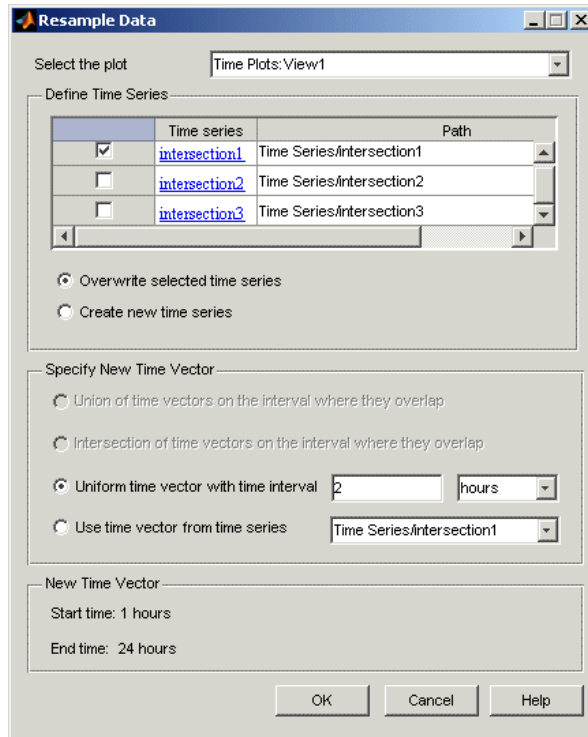 Resample Data
Select the plot Time Plots:View1
Define Time Series
Time series Path
intersection1 Time Series/intersection1
intersection2 Time Series/intersection2
intersection3 Time Series/intersection3
Overwrite selected time series
Create new time series
Specify New Time Vector
Union of time vectors on the interval where they overlap
Intersection of time vectors on the interval where they overlap
Uniform time vector with time interval 2 hours
Use time vector from time series Time Series/intersection1
New Time Vector
Start time: 1 hours
End time: 24 hours
OK Cancel Help